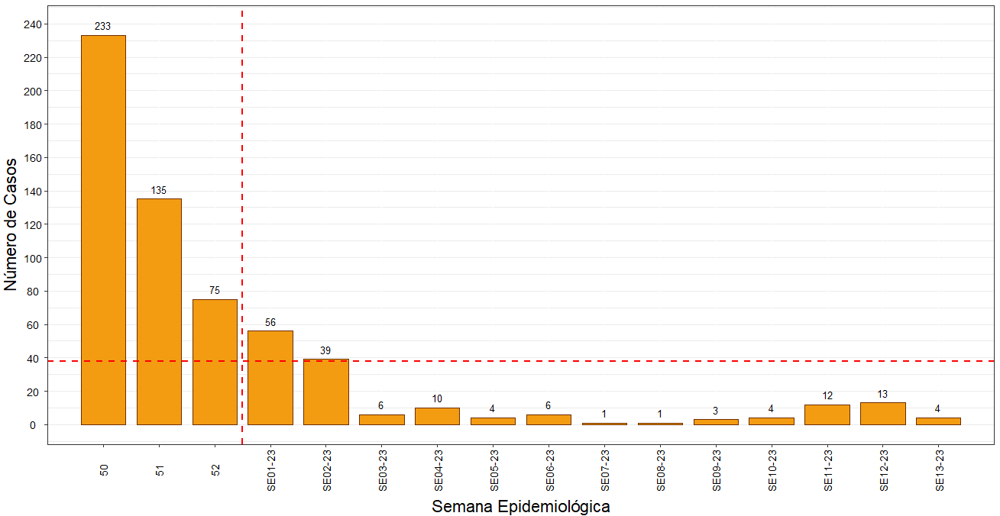 Número de Casos
240
220
200
180
160
140
120
100
80
60
40
20
0
233
135
75
56
39
6
10
4
6
1
1
3
4
12
13
4
50
51
52
SE01-23
SE02-23
SE03-23
SE04-23
SE05-23
SE06-23
SE07-23
SE08-23
SE09-23
SE10-23
SE11-23
SE12-23
SE13-23
Semana Epidemiológica